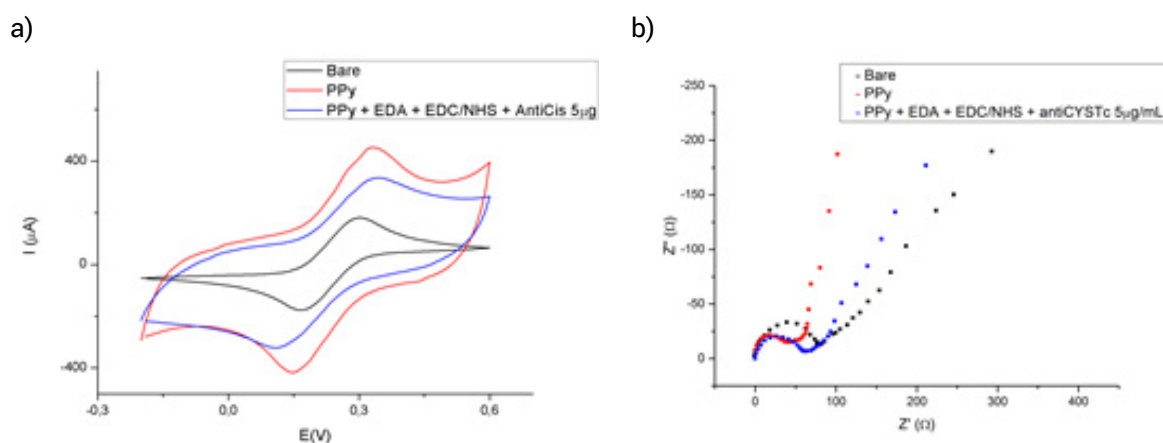 a)
Bare
PPy
PPy + EDA + EDC/NHS + AntiCis 5µg
400
0
-400
I (µA)
-0,3
0,0
0,3
0,6
E(V)
b)
Bare
PPy
PPy + EDA + EDC/NHS + antiCYSTc 5µg/mL
-250
-200
-150
-100
-50
0
Z" (Ω)
0
100
200
300
400
Z' (Ω)